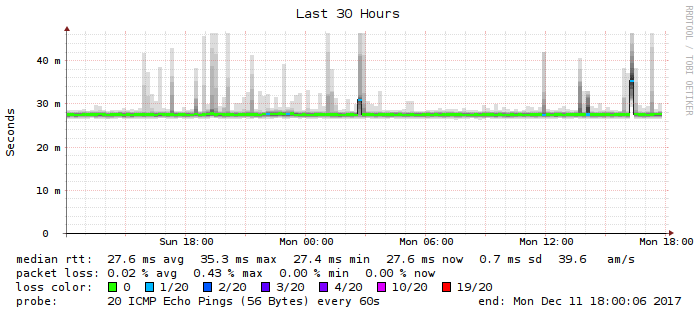 Last 30 Hours
RRDTOOL / TOBI OETIKER
Seconds
40 m
30 m
20 m
10 m
0
Sun 18:00 Mon 00:00 Mon 06:00 Mon 12:00 Mon 18:00
median rtt: 27.6 ms avg 35.3 ms max 27.4 ms min 27.6 ms now 0.7 ms sd 39.6 am/s
packet loss: 0.02 % avg 0.43 % max 0.00 % min 0.00 % now
loss color: 0 1/20 2/20 3/20 4/20 10/20 19/20
probe: 20 ICMP Echo Pings (56 Bytes) every 60s end: Mon Dec 11 18:00:06 2017